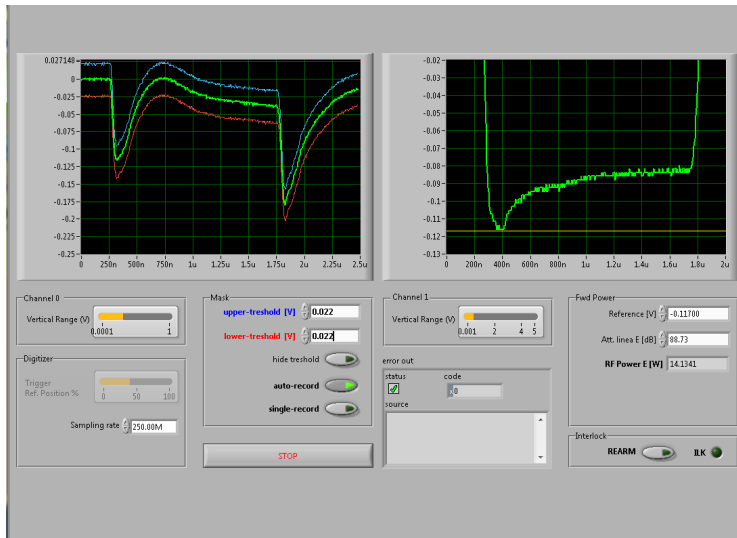 0.027148
0
-0.025
-0.05
-0.075
-0.1
-0.125
-0.15
-0.175
-0.2
-0.225
-0.25
0 250n 500n 750n 1u 1.25u 1.5u 1.75u 2u 2.25u 2.5u
-0.02
-0.03
-0.04
-0.05
-0.06
-0.07
-0.08
-0.09
-0.1
-0.11
-0.12
-0.13
0 200n 400n 600n 800n 1u 1.2u 1.4u 1.6u 1.8u 2u
Channel 0
Vertical Range (V)
0.0001 1
Digitizer
Trigger
Ref. Position %
0 50 100
Sampling rate 250.00M
Mask
upper-treshold [V] 0.022
lower-treshold [V] 0.022
hide treshold
auto-record
single-record
STOP
Channel 1
Vertical Range (V)
0.001 2 4 5
error out
status code
0
source
Fwd Power
Reference [V] -0.11700
Att. linea E [dB] 88.73
RF Power E [W] 14.1341
Interlock
REARM ILK